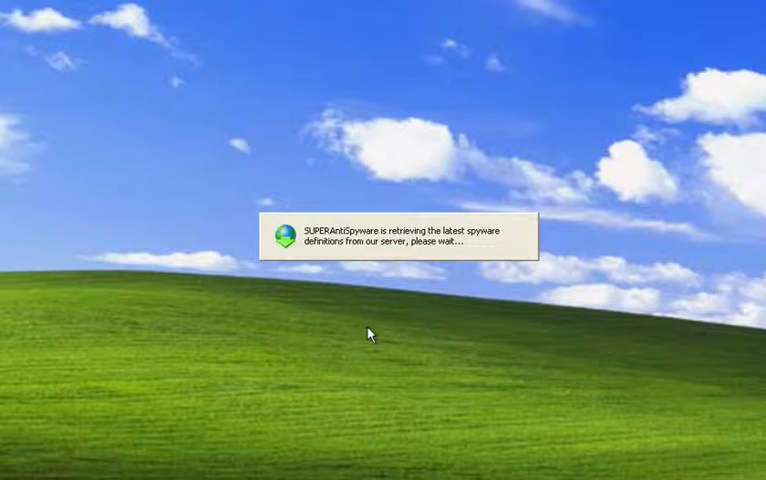 SUPERAntiSpyware is retrieving the latest spyware
definitions from our server, please wait...